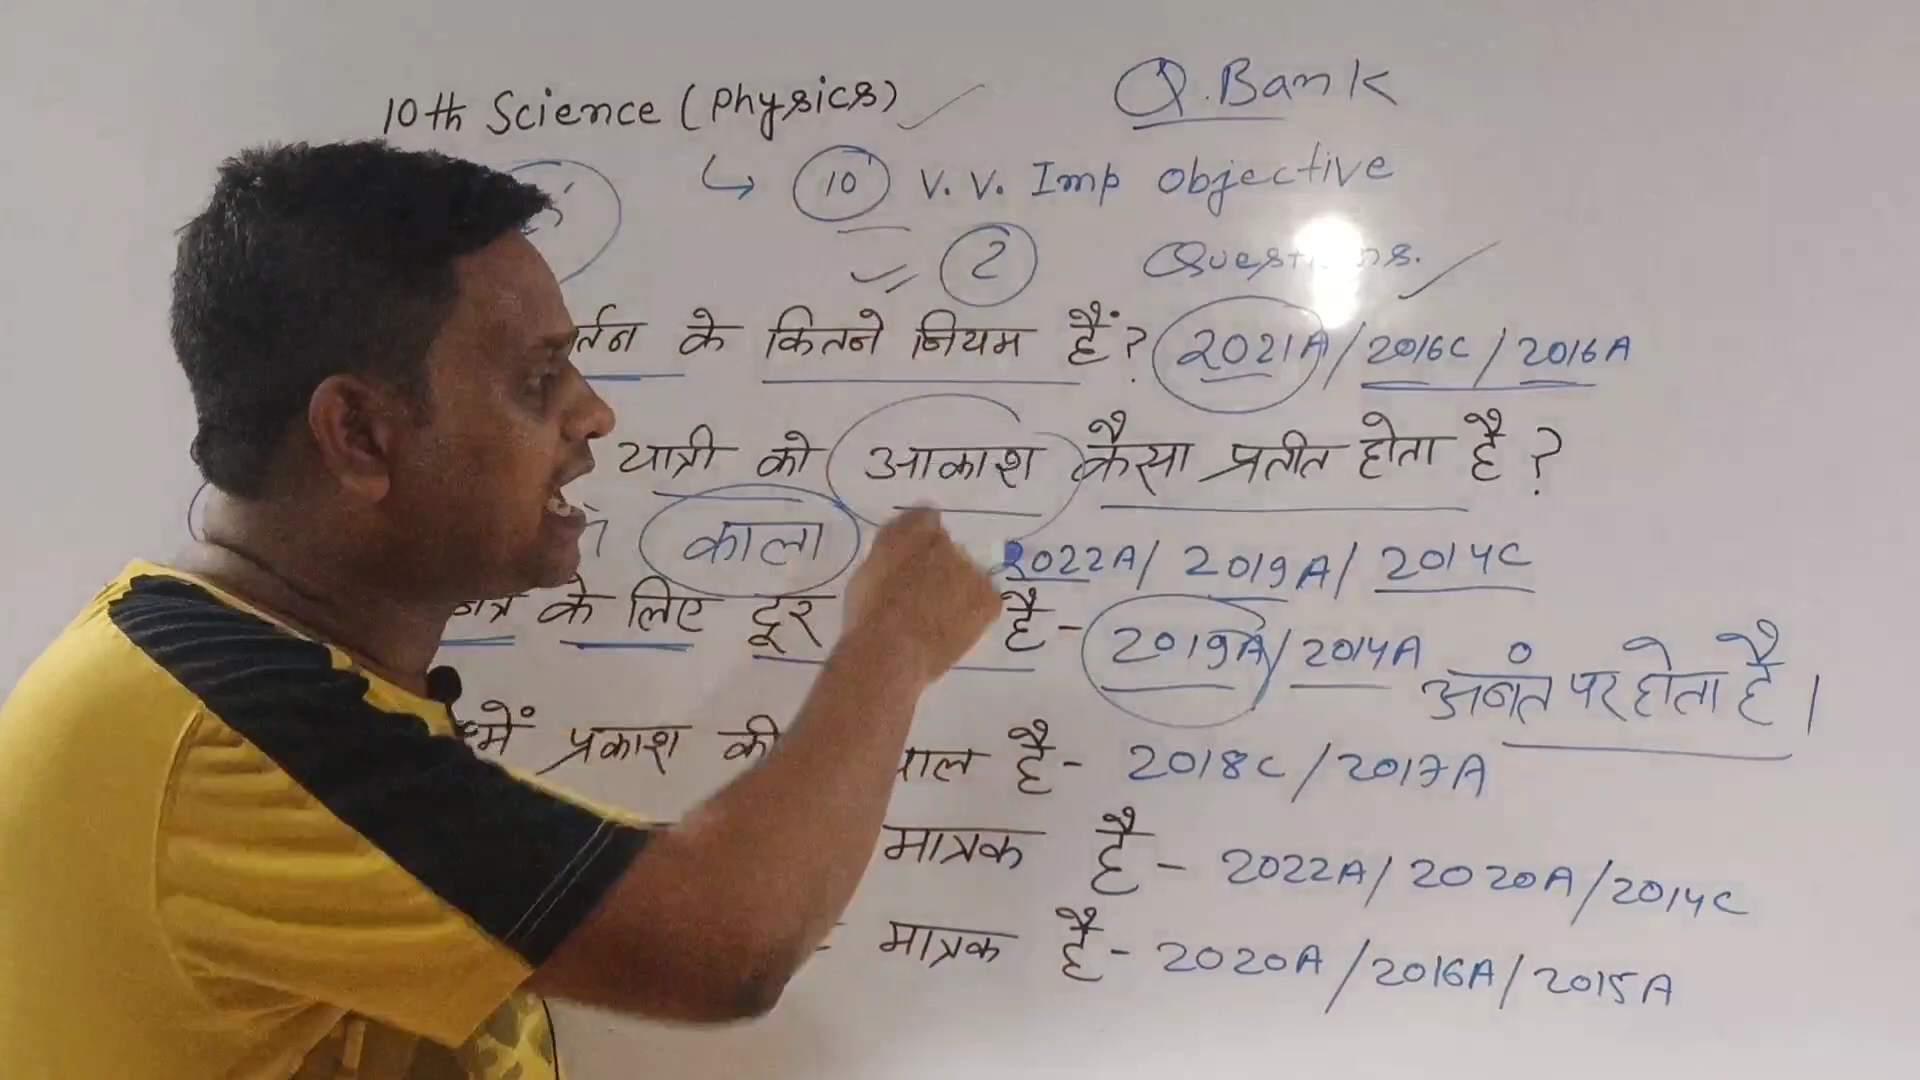 10th Science (Physics) Q. Bank
↳ 10 V. V. Imp Objective
2 Questions.
के कितने नियम हैं? 2021A / 2016C / 2016A
यात्री को आकाश कैसा प्रतीत होता है ?
काला 2022A / 2019A / 2014C
के लिए दूर है - 2019A / 2014A
अनंत पर होता है।
में प्रकाश की है - 2018C / 2017A
मात्रक है - 2022A / 2020A / 2014C
मात्रक है - 2020A / 2016A / 2015A